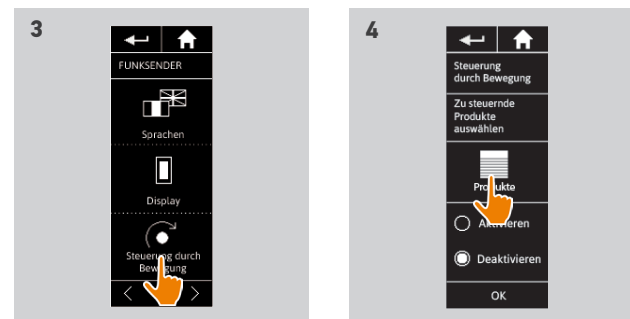 3
FUNKSENDER
Sprachen
Display
Steuerung durch
Bewegung
4
Steuerung
durch Bewegung
Zu steuernde
Produkte
auswählen
Produkte
Aktivieren
Deaktivieren
OK